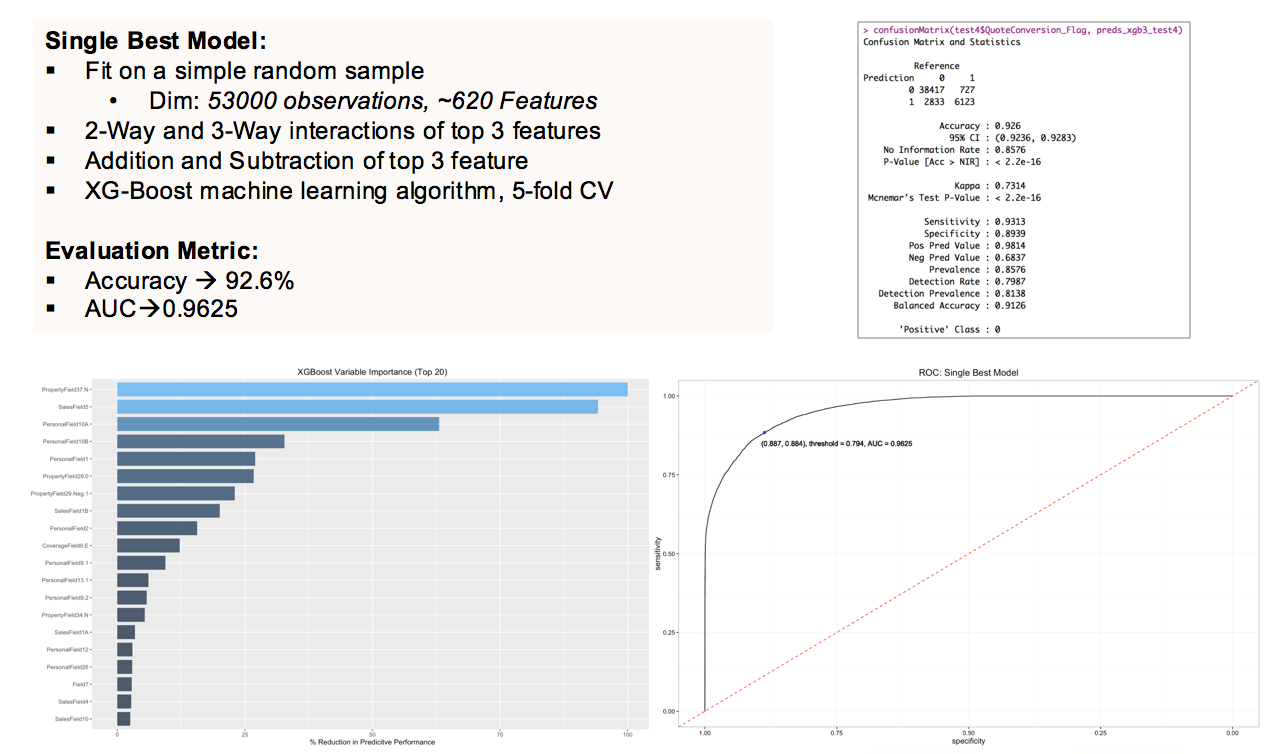 Single Best Model:
▪ Fit on a simple random sample
• Dim: 53000 observations, ~620 Features
▪ 2-Way and 3-Way interactions of top 3 features
▪ Addition and Subtraction of top 3 feature
▪ XG-Boost machine learning algorithm, 5-fold CV
Evaluation Metric:
▪ Accuracy → 92.6%
▪ AUC→0.9625
> confusionMatrix(test4$QuoteConversion_Flag, preds_xgb3_test4)
Confusion Matrix and Statistics
Reference
Prediction 0 1
0 38417 727
1 2833 6123
Accuracy : 0.926
95% CI : (0.9236, 0.9283)
No Information Rate : 0.8576
P-Value [Acc > NIR] : < 2.2e-16
Kappa : 0.7314
Mcnemar's Test P-Value : < 2.2e-16
Sensitivity : 0.9313
Specificity : 0.8939
Pos Pred Value : 0.9814
Neg Pred Value : 0.6837
Prevalence : 0.8576
Detection Rate : 0.7987
Detection Prevalence : 0.8138
Balanced Accuracy : 0.9126
'Positive' Class : 0
XGBoost Variable Importance (Top 20)
PropertyField37.N
SalesField5
PersonalField10A
PersonalField10B
PersonalField1
PropertyField29.0
PropertyField29.Neg.1
SalesField1B
PersonalField2
CoverageField9.E
PersonalField9.1
PersonalField13.1
PersonalField9.2
PropertyField34.N
SalesField1A
PersonalField12
PersonalField26
Field7
SalesField4
SalesField10
0 25 50 75 100
% Reduction in Predicitve Performance
ROC: Single Best Model
1.00
0.75
0.50
0.25
0.00
sensitivity
(0.887, 0.884), threshold = 0.794, AUC = 0.9625
1.00 0.75 0.50 0.25 0.00
specificity